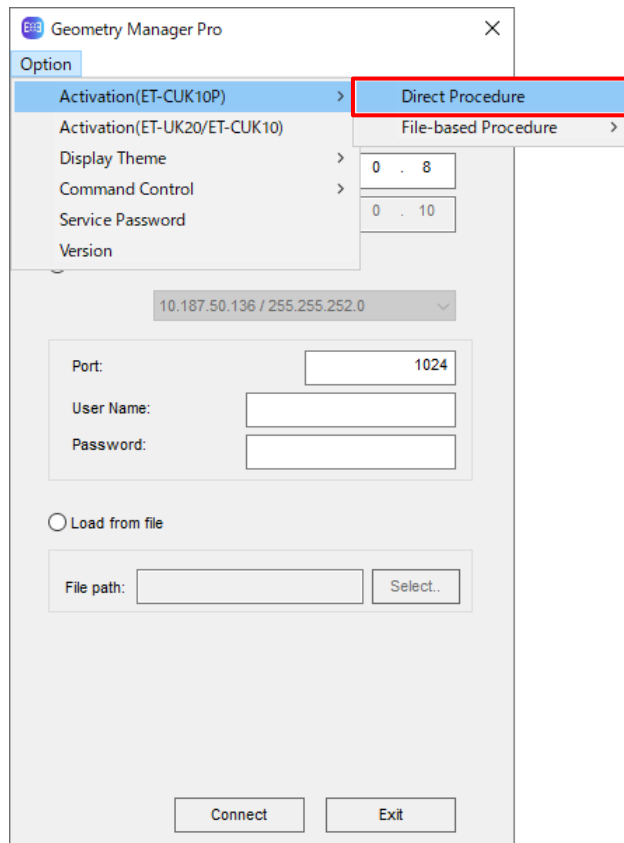 Geometry Manager Pro
Option
Activation(ET-CUK10P)
Direct Procedure
Activation(ET-UK20/ET-CUK10)
File-based Procedure
Display Theme
0 . 8
Command Control
Service Password
0 . 10
Version
10.187.50.136 / 255.255.252.0
Port: 1024
User Name:
Password:
Load from file
File path: Select..
Connect Exit